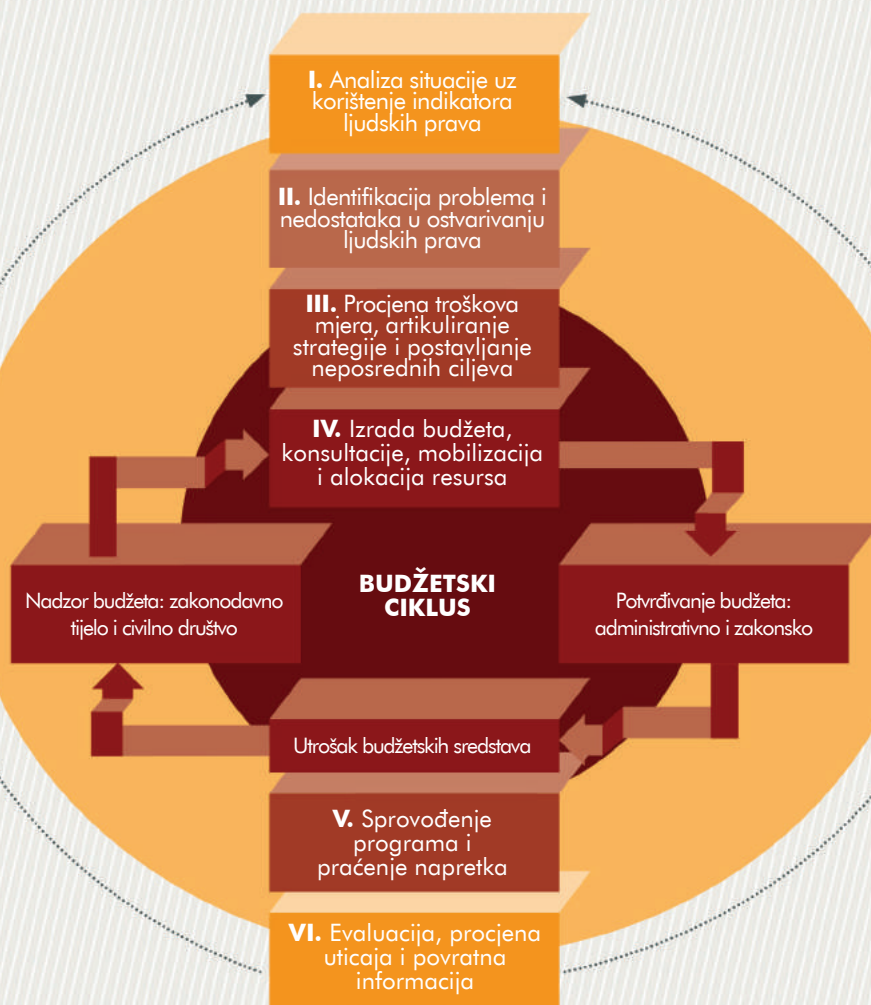 I. Analiza situacije uz
korištenje indikatora
ljudskih prava
II. Identifikacija problema i
nedostataka u ostvarivanju
ljudskih prava
III. Procjena troškova
mjera, artikuliranje
strategije i postavljanje
neposrednih ciljeva
IV. Izrada budžeta,
konsultacije, mobilizacija
i alokacija resursa
BUDŽETSKI
CIKLUS
Nadzor budžeta: zakonodavno
tijelo i civilno društvo
Potvrđivanje budžeta:
administrativno i zakonsko
Utrošak budžetskih sredstava
V. Sprovođenje
programa i
praćenje napretka
VI. Evaluacija, procjena
uticaja i povratna
informacija